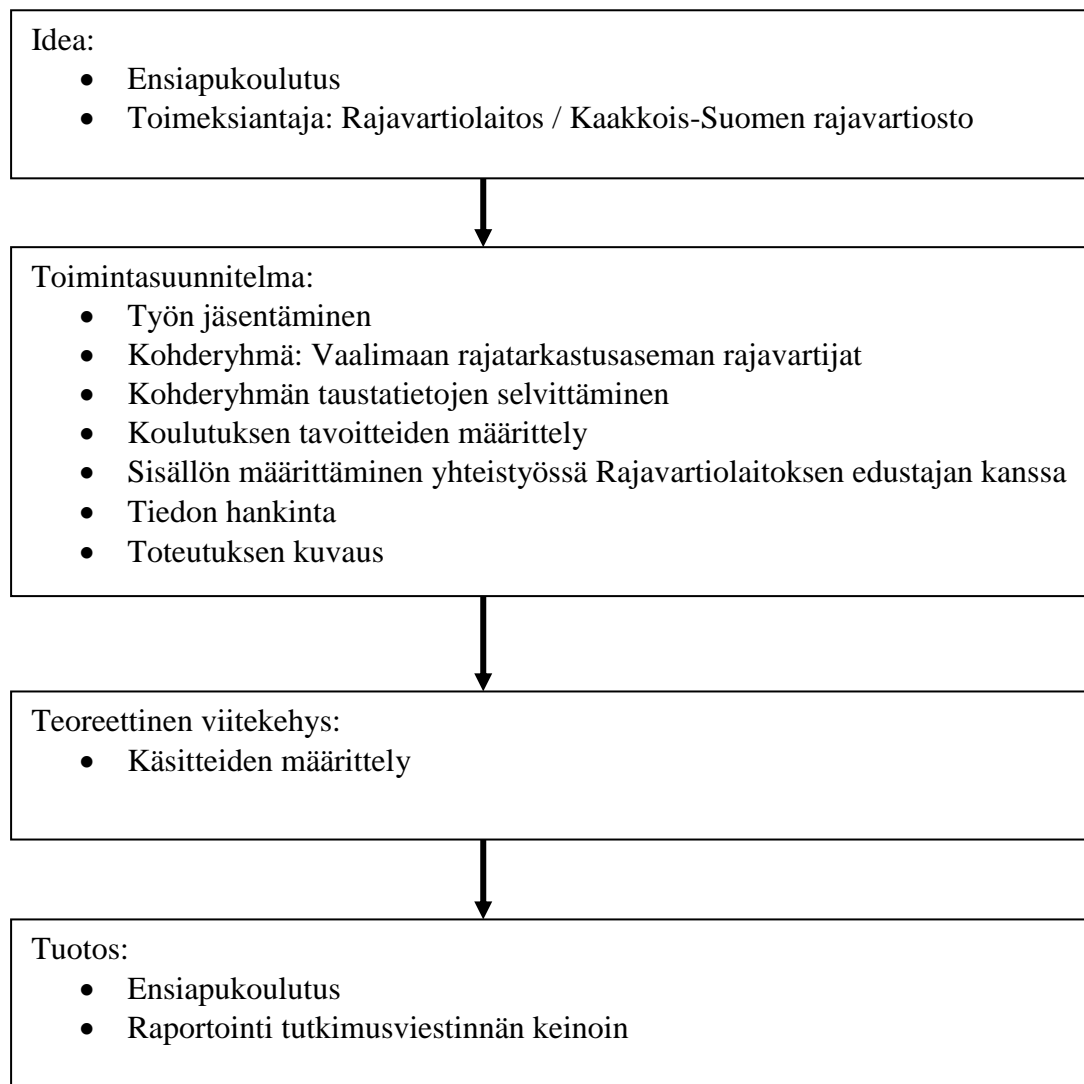 Idea:
• Ensiapukoulutus
• Toimeksiantaja: Rajavartiolaitos / Kaakkois-Suomen rajavartiosto
Toimintasuunnitelma:
• Työn jäsentäminen
• Kohderyhmä: Vaalimaan rajatarkastusaseman rajavartijat
• Kohderyhmän taustatietojen selvittäminen
• Koulutuksen tavoitteiden määrittely
• Sisällön määrittäminen yhteistyössä Rajavartiolaitoksen edustajan kanssa
• Tiedon hankinta
• Toteutuksen kuvaus
Teoreettinen viitekehys:
• Käsitteiden määrittely
Tuotos:
• Ensiapukoulutus
• Raportointi tutkimusviestinnän keinoin